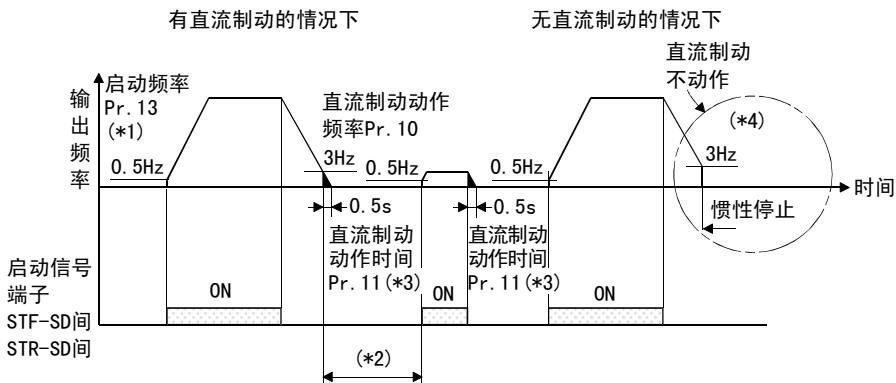 有直流制动的情况下
无直流制动的情况下
直流制动
不动作
输出频率
启动频率
Pr.13
(*1)
直流制动动作
频率Pr.10
(*4)
0.5Hz
3Hz
0.5Hz
0.5Hz
3Hz
时间
0.5s
0.5s
惯性停止
直流制动
动作时间
Pr.11(*3)
直流制动
动作时间
Pr.11(*3)
启动信号
端子
STF-SD间
STR-SD间
ON
ON
ON
(*2)